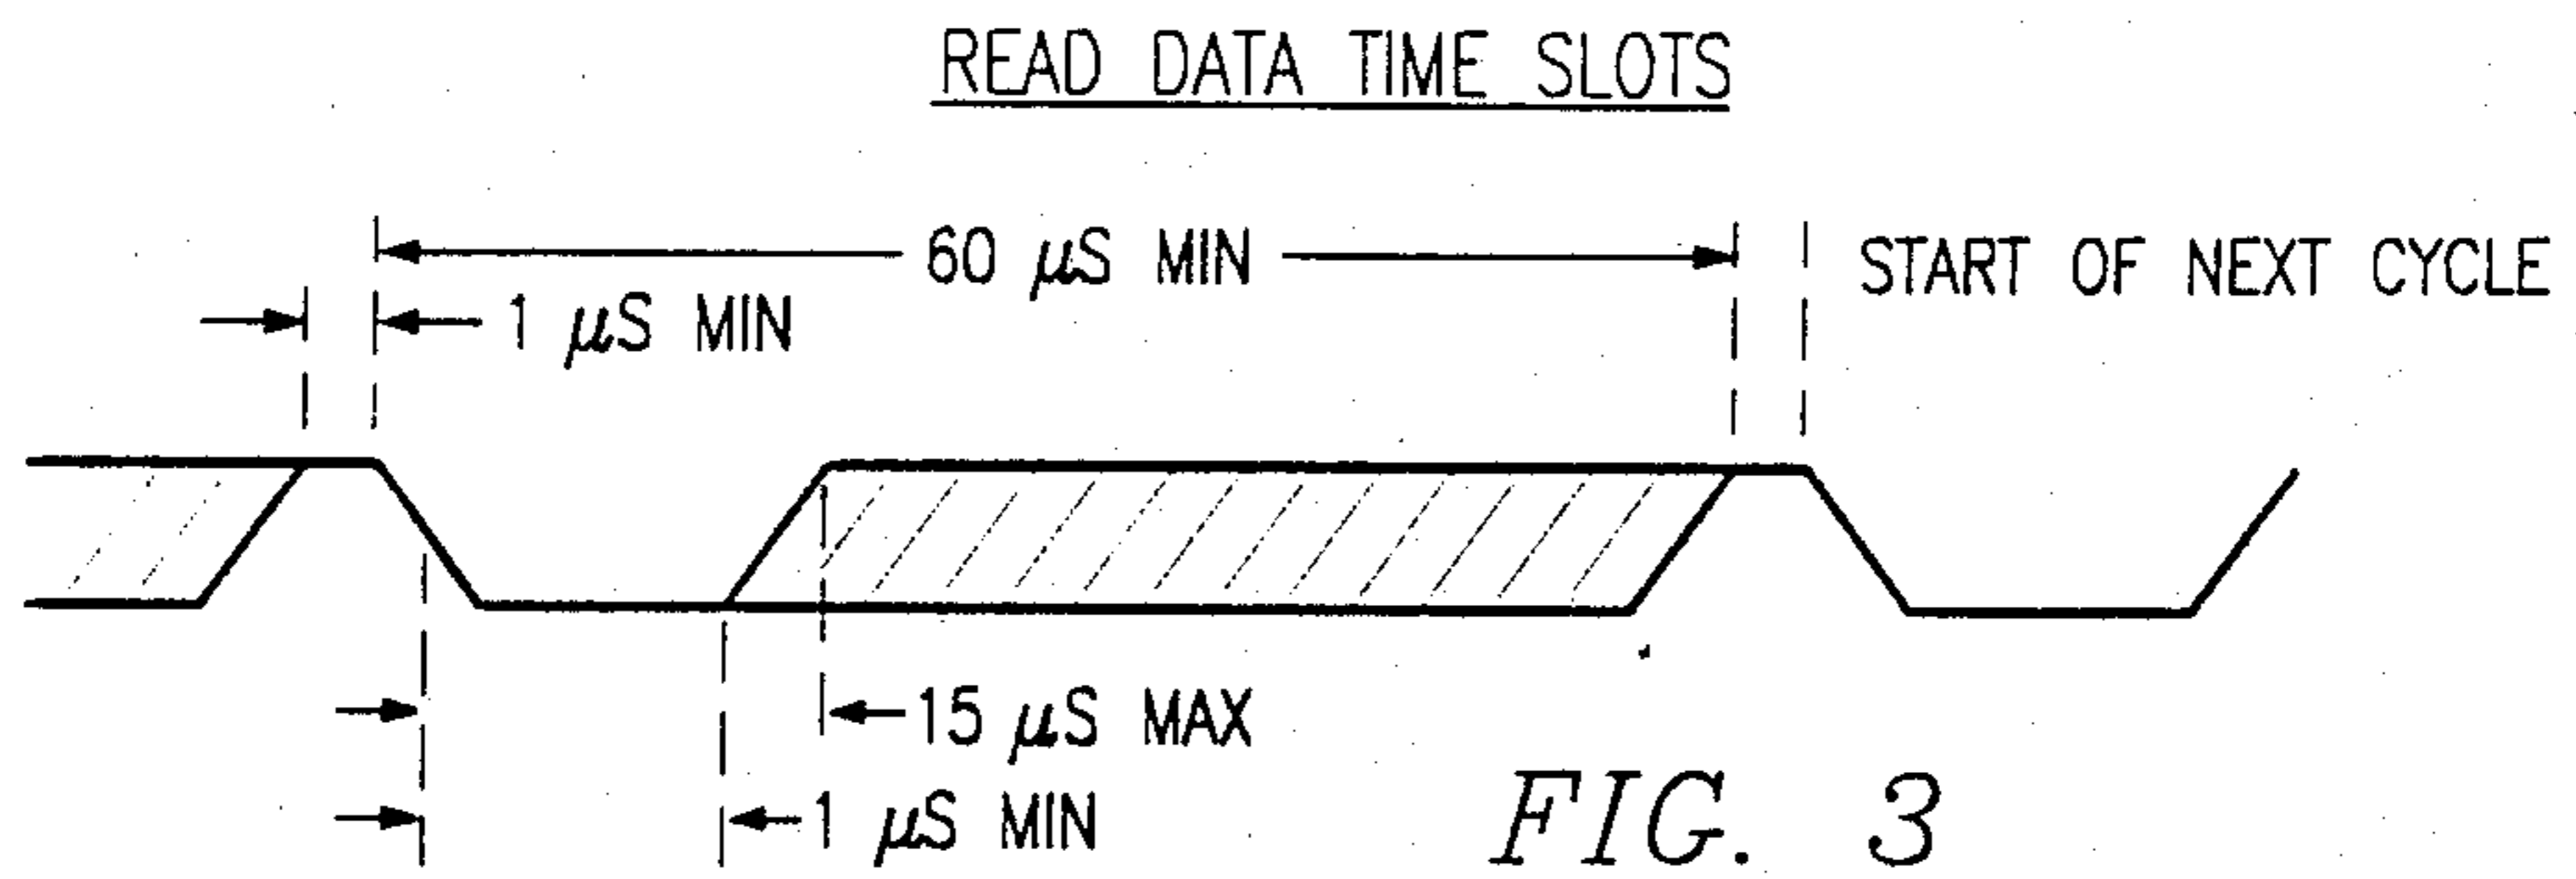 READ DATA TIME SLOTS
60 μS MIN
START OF NEXT CYCLE
1 μS MIN
15 μS MAX
1 μS MIN
FIG. 3